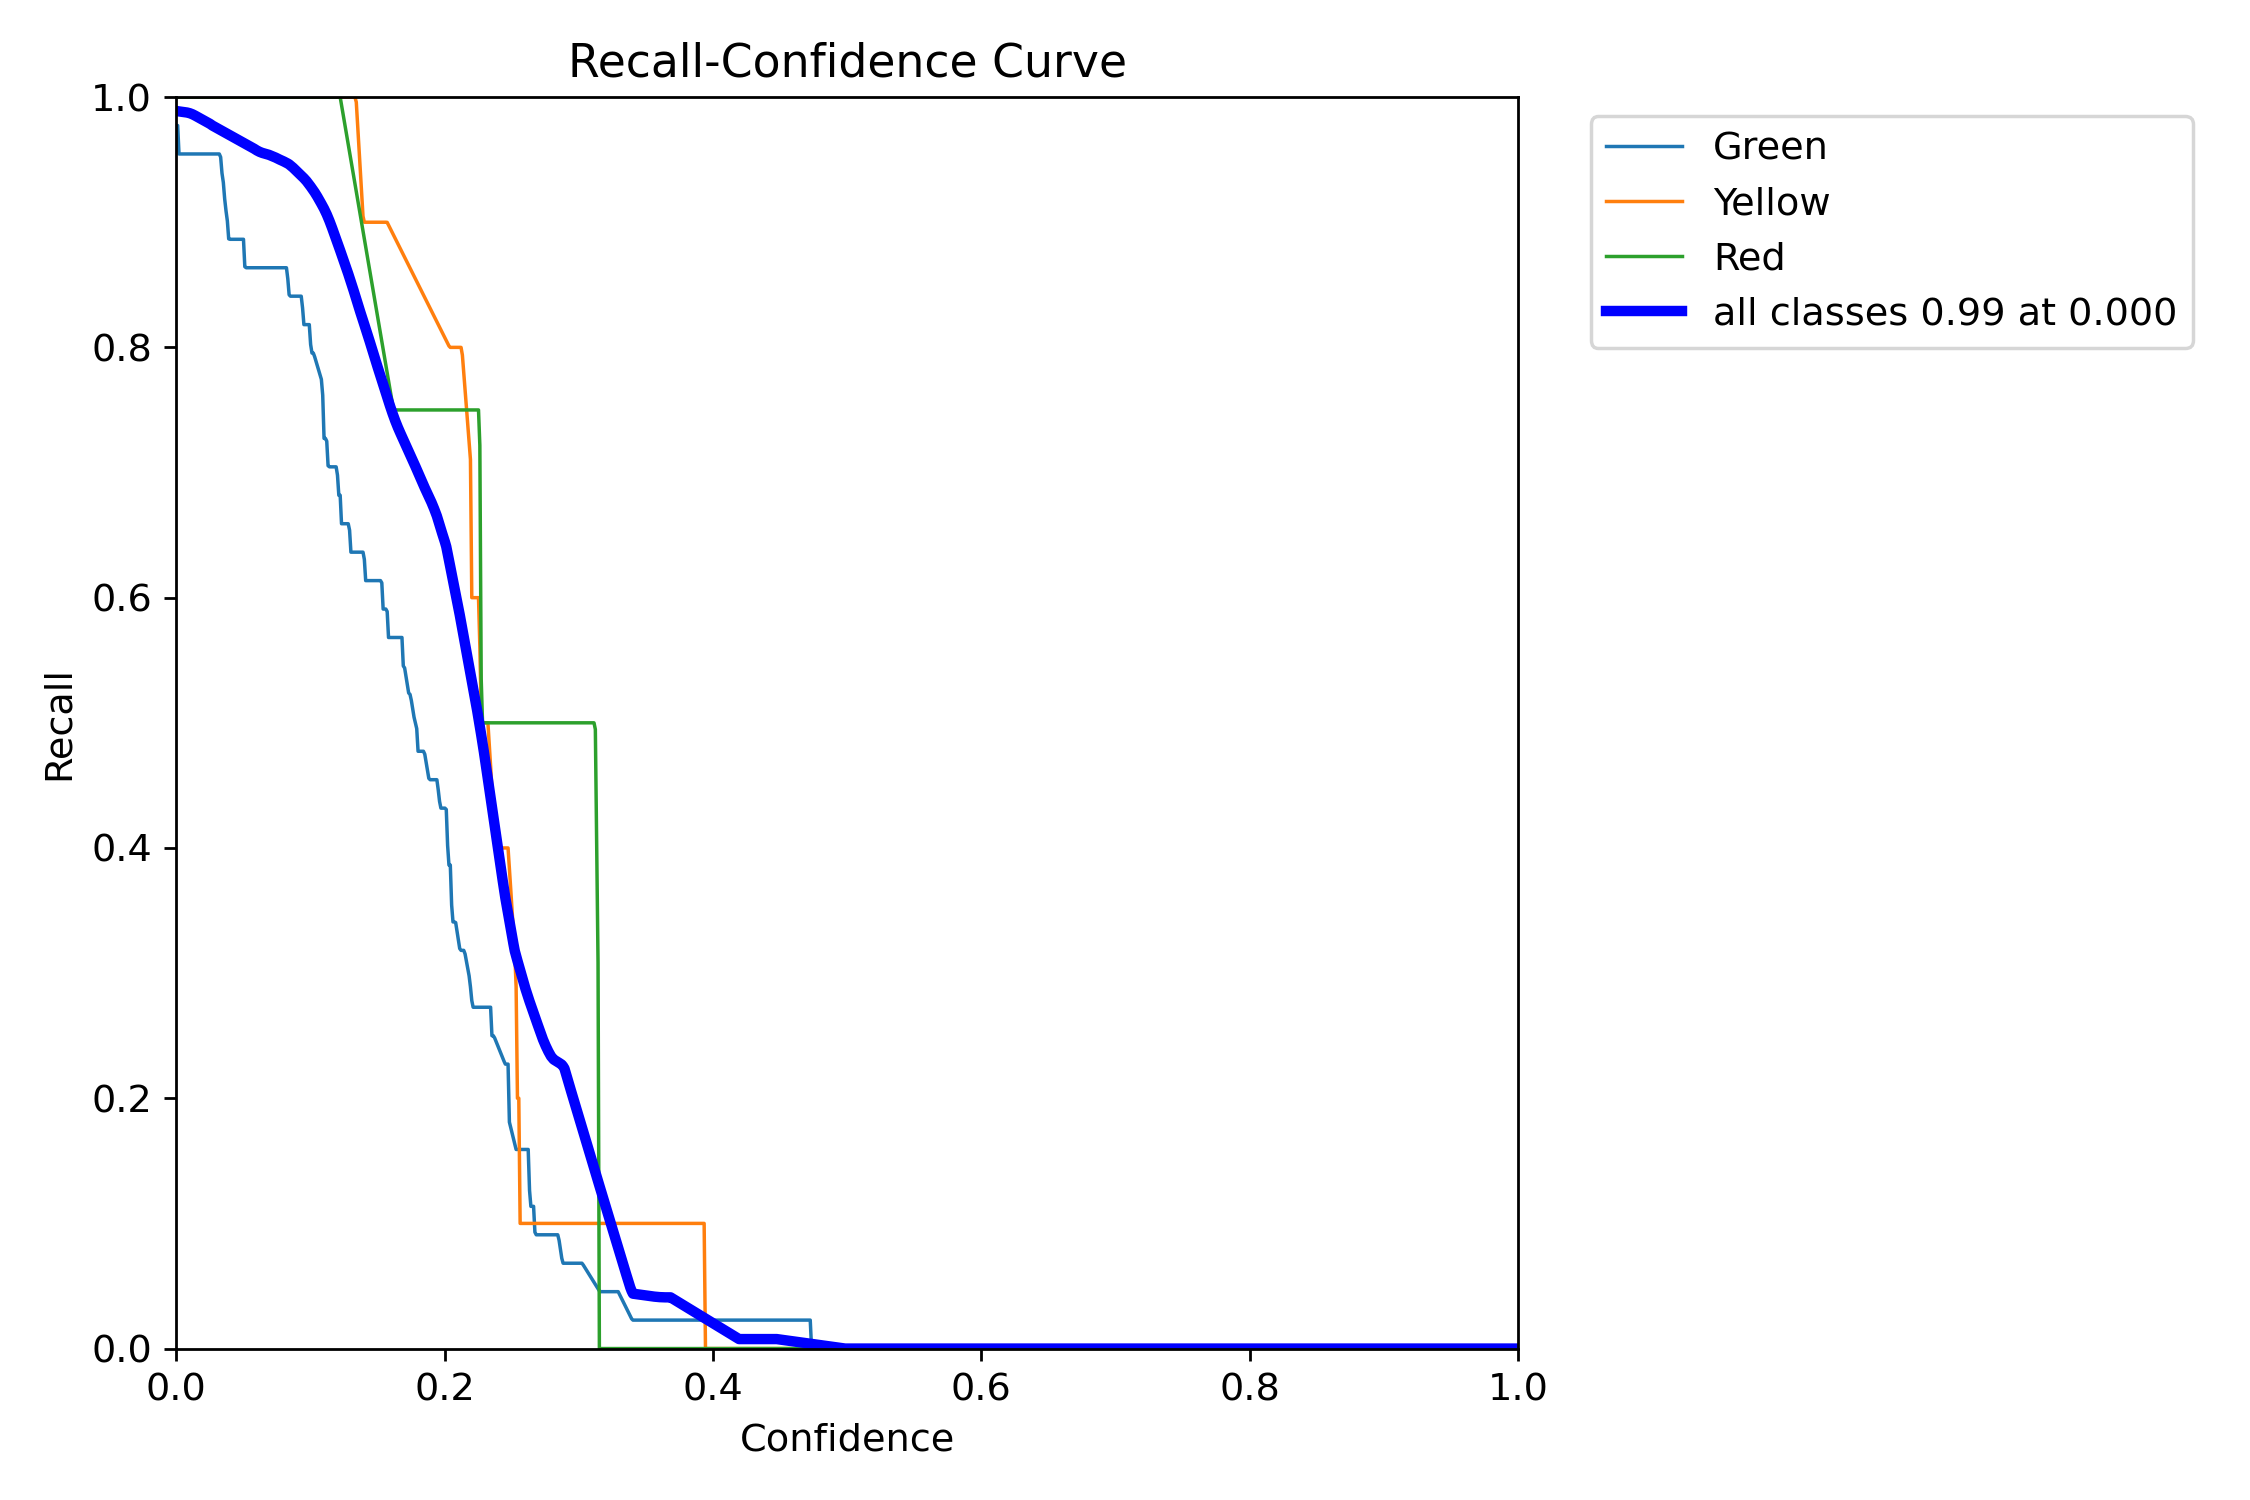 Recall-Confidence Curve
1.0
0.8
0.6
0.4
0.2
0.0
Recall
0.0 0.2 0.4 0.6 0.8 1.0
Confidence
Green
Yellow
Red
all classes 0.99 at 0.000